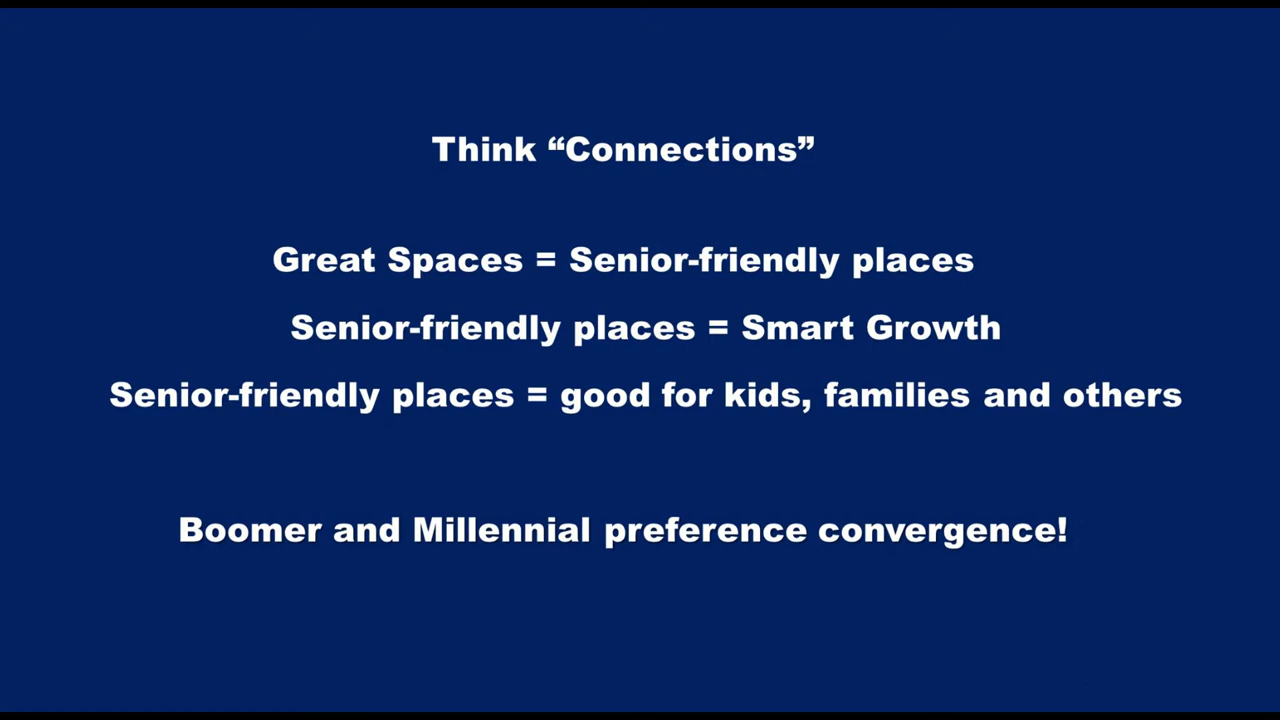 Think “Connections”
Great Spaces = Senior-friendly places
Senior-friendly places = Smart Growth
Senior-friendly places = good for kids, families and others
Boomer and Millennial preference convergence!